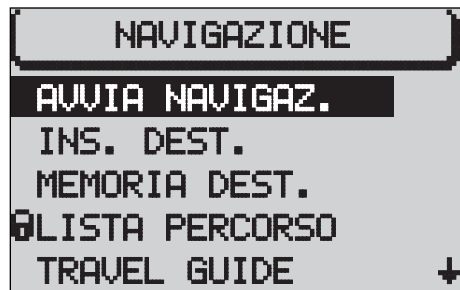 NAVIGAZIONE
AVVIA NAVIGAZ.
INS. DEST.
MEMORIA DEST.
LISTA PERCORSO
TRAVEL GUIDE